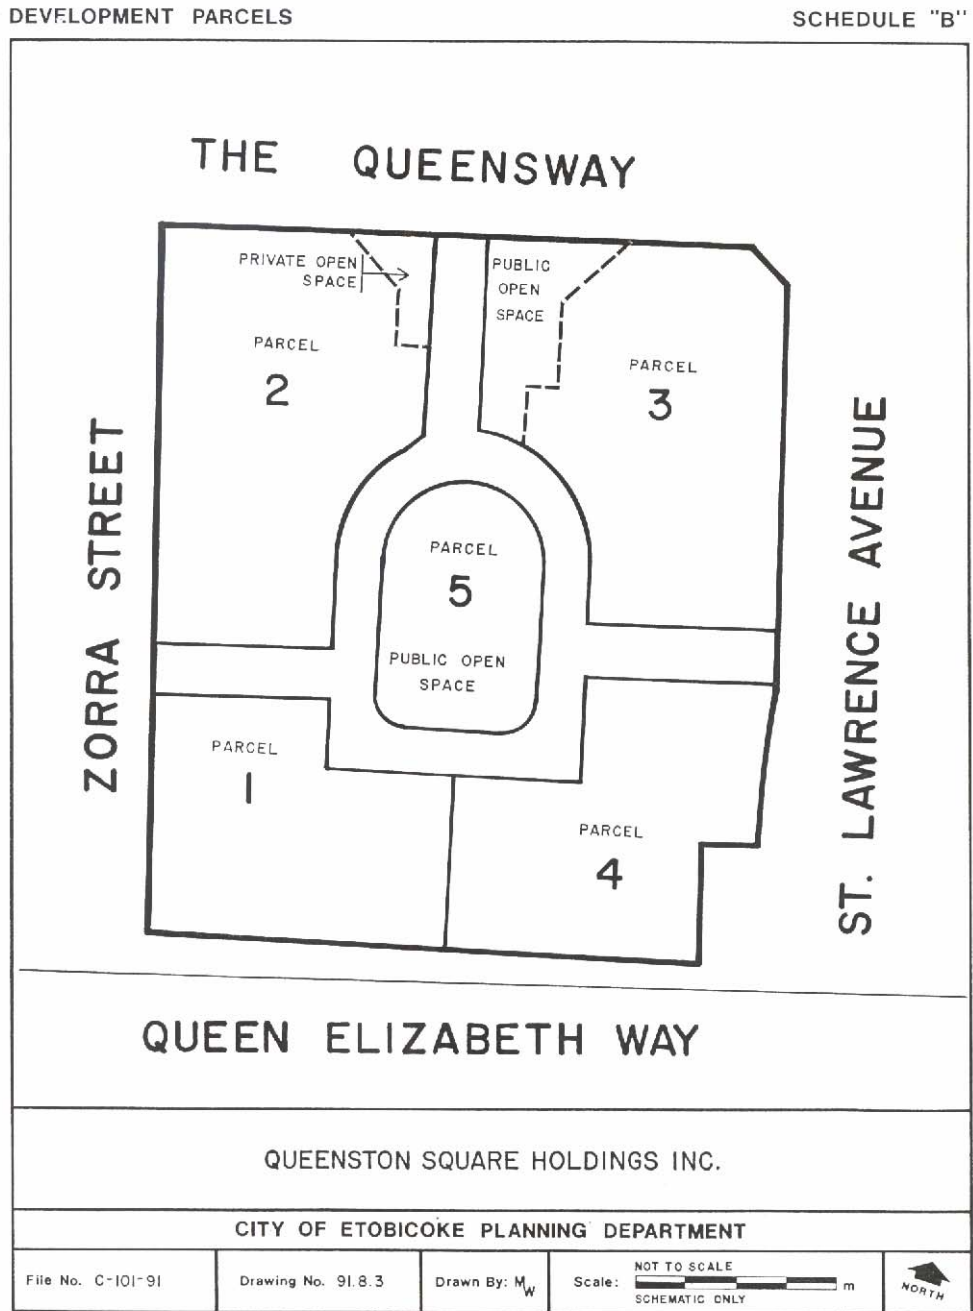 DEVELOPMENT PARCELS
SCHEDULE "B"
THE QUEENSWAY
PRIVATE OPEN
SPACE
PUBLIC
OPEN
SPACE
PARCEL
2
PARCEL
3
ZORRA STREET
ST. LAWRENCE AVENUE
PARCEL
5
PUBLIC OPEN
SPACE
PARCEL
1
PARCEL
4
QUEEN ELIZABETH WAY
QUEENSTON SQUARE HOLDINGS INC.
CITY OF ETOBICOKE PLANNING DEPARTMENT
File No. C-101-91
Drawing No. 91.8.3
Drawn By: MW
Scale:
NOT TO SCALE
m
SCHEMATIC ONLY
NORTH